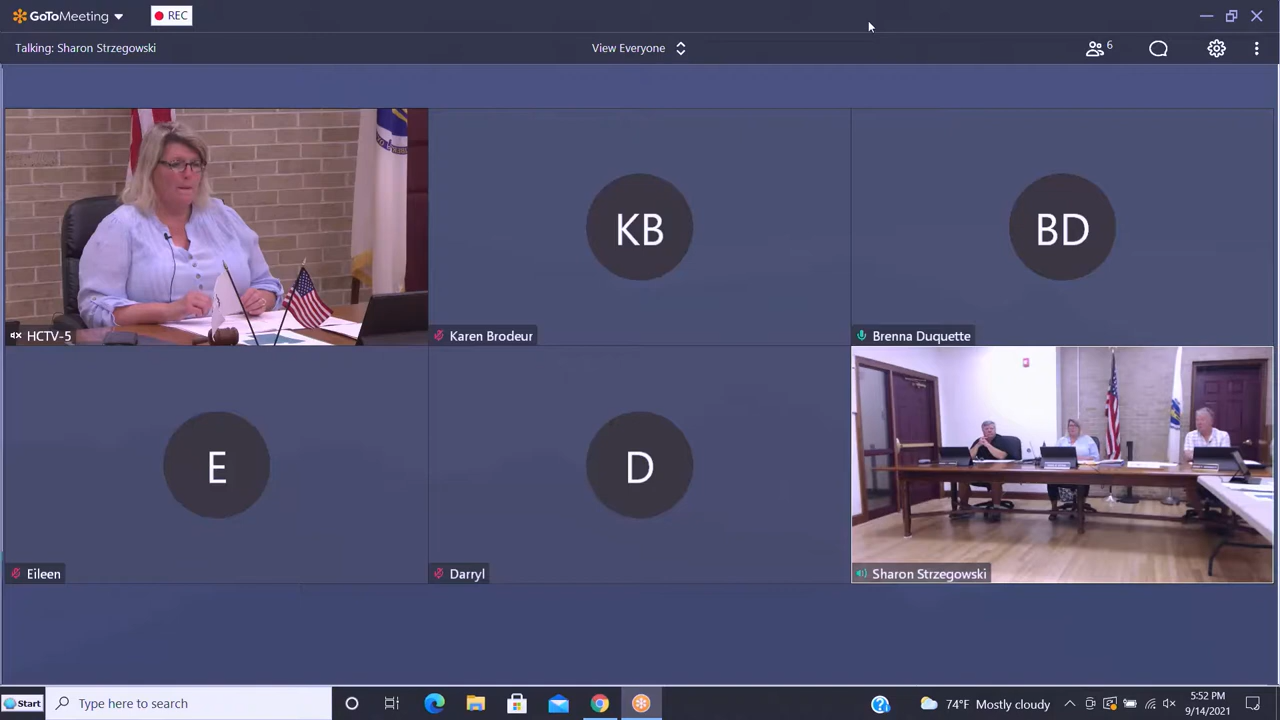 GoToMeeting
REC
Talking: Sharon Strzegowski
View Everyone
6
HCTV-5
KB
Karen Brodeur
BD
Brenna Duquette
E
Eileen
D
Darryl
Sharon Strzegowski
Start
Type here to search
74°F Mostly cloudy
5:52 PM
9/14/2021